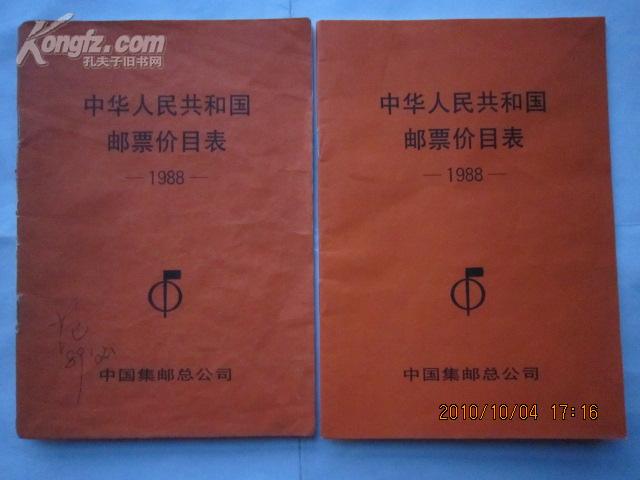 Kongfz.com
孔夫子旧书网
中华人民共和国
邮票价目表
—1988—
中国集邮总公司
中华人民共和国
邮票价目表
—1988—
中国集邮总公司
2010/10/04 17:16